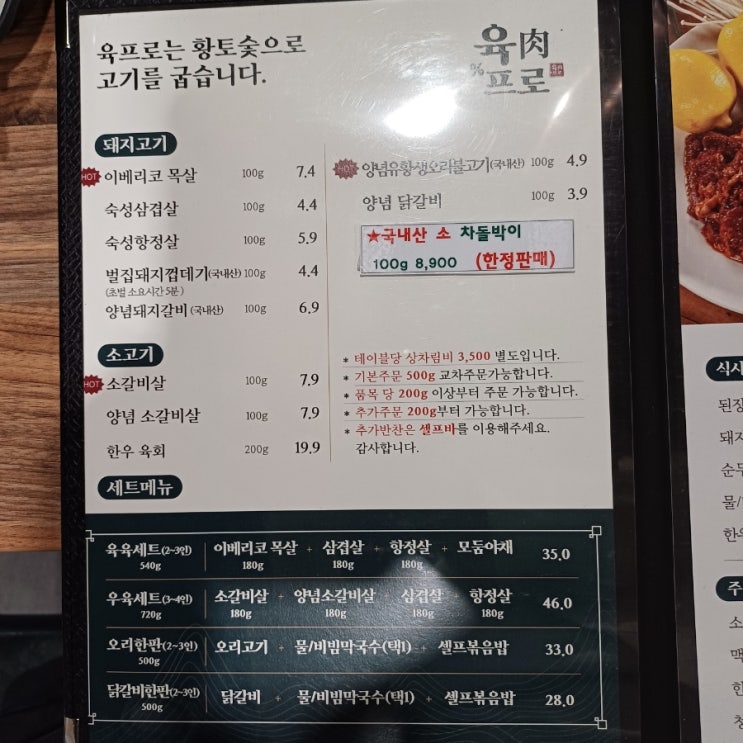 육프로는 황토숯으로
고기를 굽습니다.
육肉
프로
돼지고기
HOT 이베리코 목살 100g 7.4
숙성삼겹살 100g 4.4
숙성항정살 100g 5.9
벌집돼지껍데기(국내산) 100g 4.4
(초벌 소요시간 5분)
양념돼지갈비 (국내산) 100g 6.9
HOT 양념유황생오리불고기(국내산) 100g 4.9
양념 닭갈비 100g 3.9
★국내산 소 차돌박이
100g 8,900 (한정판매)
소고기
HOT 소갈비살 100g 7.9
양념 소갈비살 100g 7.9
한우 육회 200g 19.9
* 테이블당 상차림비 3,500 별도입니다.
* 기본주문 500g 교차주문가능합니다.
* 품목 당 200g 이상부터 주문 가능합니다.
* 추가주문 200g부터 가능합니다.
* 추가반찬은 셀프바를 이용해주세요.
감사합니다.
세트메뉴
육육세트(2~3인) 이베리코 목살 + 삼겹살 + 항정살 + 모둠야채 35.0
540g 180g 180g 180g
우육세트(3~4인) 소갈비살 + 양념소갈비살 + 삼겹살 + 항정살 46.0
720g 180g 180g 180g 180g
오리한판(2~3인) 오리고기 + 물/비빔막국수(택1) + 셀프볶음밥 33.0
500g
닭갈비한판(2~3인) 닭갈비 + 물/비빔막국수(택1) + 셀프볶음밥 28.0
500g
식사
된장
돼지
순두
물/
한우
주
소
맥
한
청